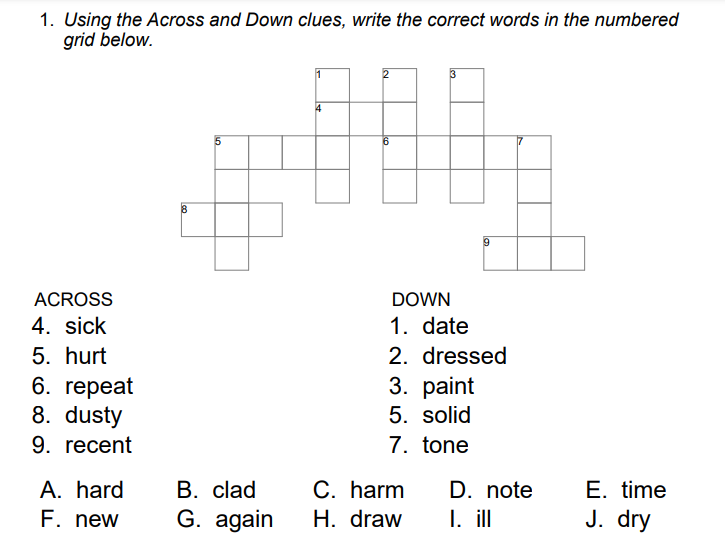 1. Using the Across and Down clues, write the correct words in the numbered
grid below.
1 2 3
4
5 6 7
8
9
ACROSS DOWN
4. sick 1. date
5. hurt 2. dressed
6. repeat 3. paint
8. dusty 5. solid
9. recent 7. tone
A. hard B. clad C. harm D. note E. time
F. new G. again H. draw I. ill J. dry